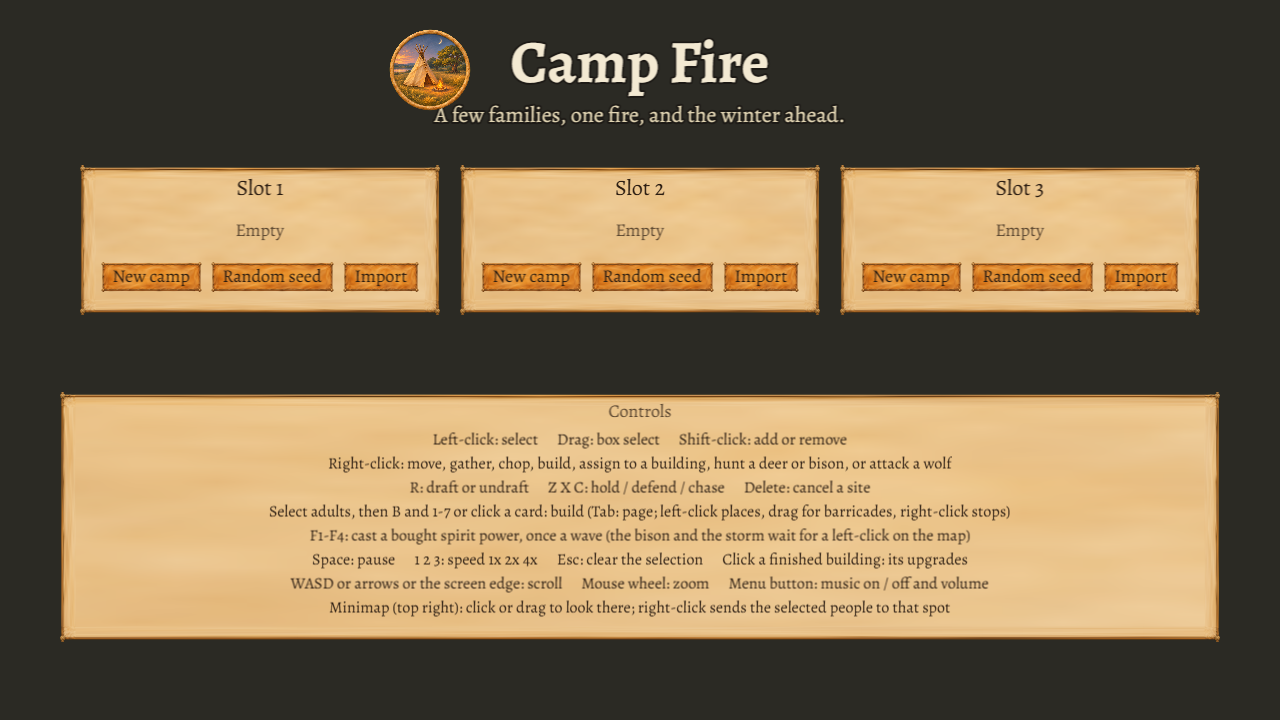 Camp Fire
A few families, one fire, and the winter ahead.
Slot 1
Empty
New camp Random seed Import
Slot 2
Empty
New camp Random seed Import
Slot 3
Empty
New camp Random seed Import
Controls
Left-click: select Drag: box select Shift-click: add or remove
Right-click: move, gather, chop, build, assign to a building, hunt a deer or bison, or attack a wolf
R: draft or undraft Z X C: hold / defend / chase Delete: cancel a site
Select adults, then B and 1-7 or click a card: build (Tab: page; left-click places, drag for barricades, right-click stops)
F1-F4: cast a bought spirit power, once a wave (the bison and the storm wait for a left-click on the map)
Space: pause 1 2 3: speed 1x 2x 4x Esc: clear the selection Click a finished building: its upgrades
WASD or arrows or the screen edge: scroll Mouse wheel: zoom Menu button: music on / off and volume
Minimap (top right): click or drag to look there; right-click sends the selected people to that spot